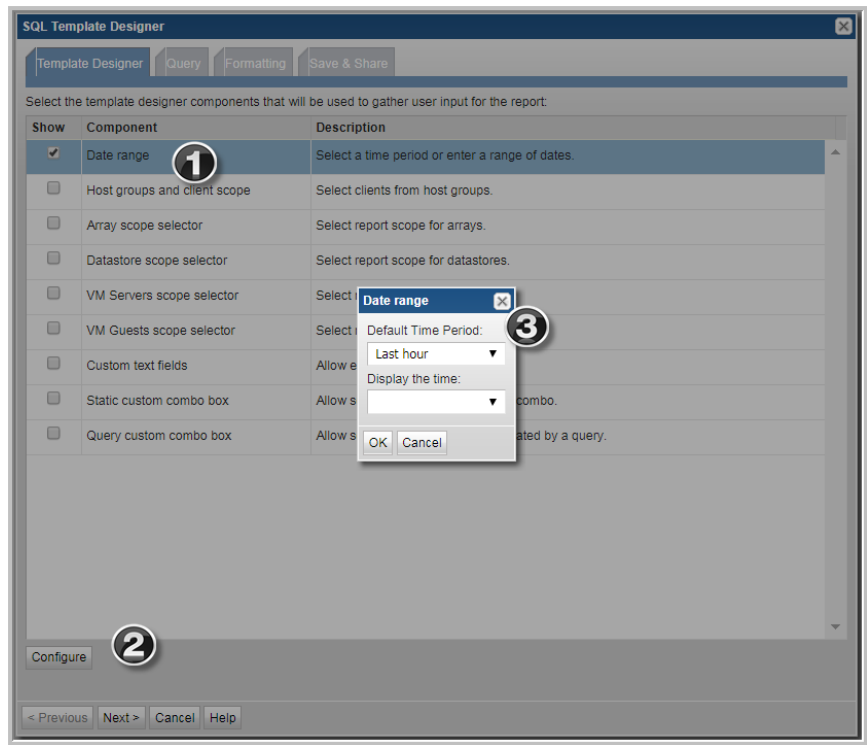 SQL Template Designer
Template Designer Query Formatting Save & Share
Select the template designer components that will be used to gather user input for the report:
Show Component Description
Date range 1 Select a time period or enter a range of dates.
Host groups and client scope Select clients from host groups.
Array scope selector Select report scope for arrays.
Datastore scope selector Select report scope for datastores.
VM Servers scope selector Select
VM Guests scope selector Select
Custom text fields Allow e
Static custom combo box Allow s combo.
Query custom combo box Allow s ated by a query.
Date range
3
Default Time Period:
Last hour
Display the time:
OK Cancel
2
Configure
< Previous Next > Cancel Help